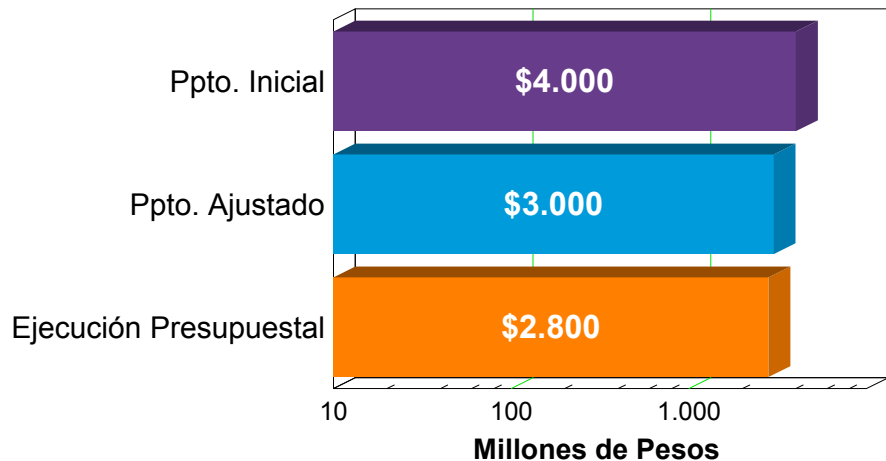 Ppto. Inicial
$4.000
Ppto. Ajustado
$3.000
Ejecución Presupuestal
$2.800
10 100 1.000
Millones de Pesos